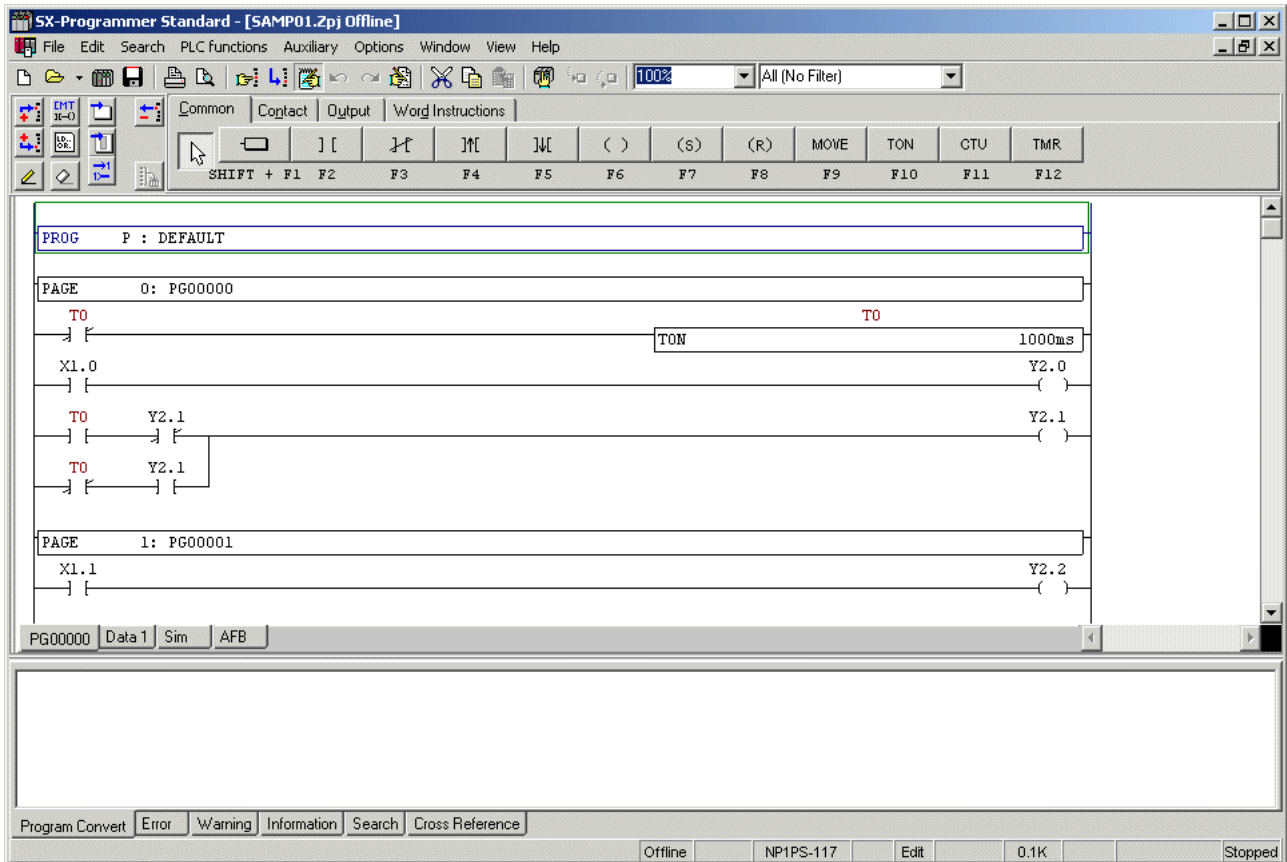 SX-Programmer Standard - [SAMP01.Zpj Offline]
File Edit Search PLC functions Auxiliary Options Window View Help
100% All (No Filter)
CMT
LD.. OR.
Common Contact Output Word Instructions
] [ ( ) (S) (R) MOVE TON CTU TMR
SHIFT + F1 F2 F3 F4 F5 F6 F7 F8 F9 F10 F11 F12
PROG P : DEFAULT
PAGE 0: PG00000
T0 T0
TON 1000ms
X1.0 Y2.0
T0 Y2.1 Y2.1
T0 Y2.1
PAGE 1: PG00001
X1.1 Y2.2
PG00000 Data 1 Sim AFB
Program Convert Error Warning Information Search Cross Reference
Offline NP1PS-117 Edit 0.1K Stopped